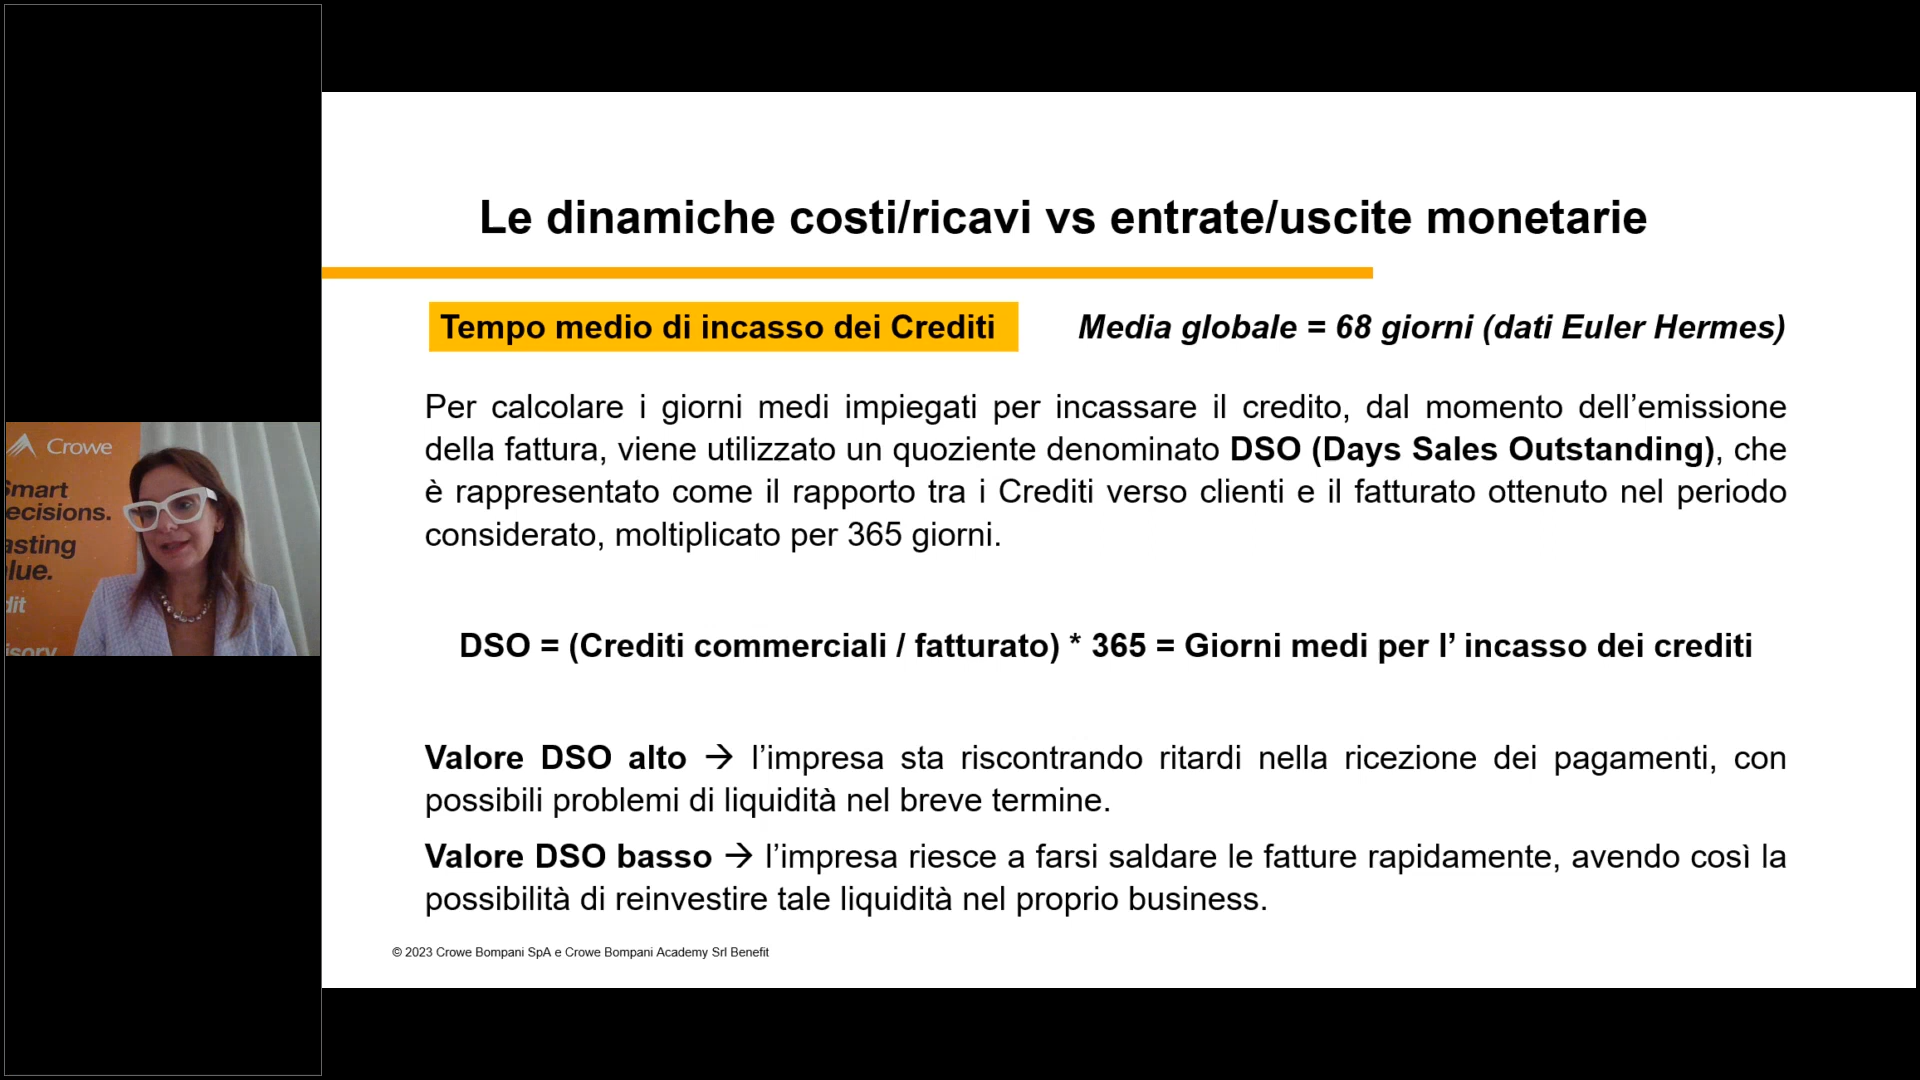 Crowe
Smart
ecisions.
asting
lue.
dit
isory
Le dinamiche costi/ricavi vs entrate/uscite monetarie
Tempo medio di incasso dei Crediti
Media globale = 68 giorni (dati Euler Hermes)
Per calcolare i giorni medi impiegati per incassare il credito, dal momento dell’emissione
della fattura, viene utilizzato un quoziente denominato DSO (Days Sales Outstanding), che
è rappresentato come il rapporto tra i Crediti verso clienti e il fatturato ottenuto nel periodo
considerato, moltiplicato per 365 giorni.
DSO = (Crediti commerciali / fatturato) * 365 = Giorni medi per l’ incasso dei crediti
Valore DSO alto → l’impresa sta riscontrando ritardi nella ricezione dei pagamenti, con
possibili problemi di liquidità nel breve termine.
Valore DSO basso → l’impresa riesce a farsi saldare le fatture rapidamente, avendo così la
possibilità di reinvestire tale liquidità nel proprio business.
© 2023 Crowe Bompani SpA e Crowe Bompani Academy Srl Benefit